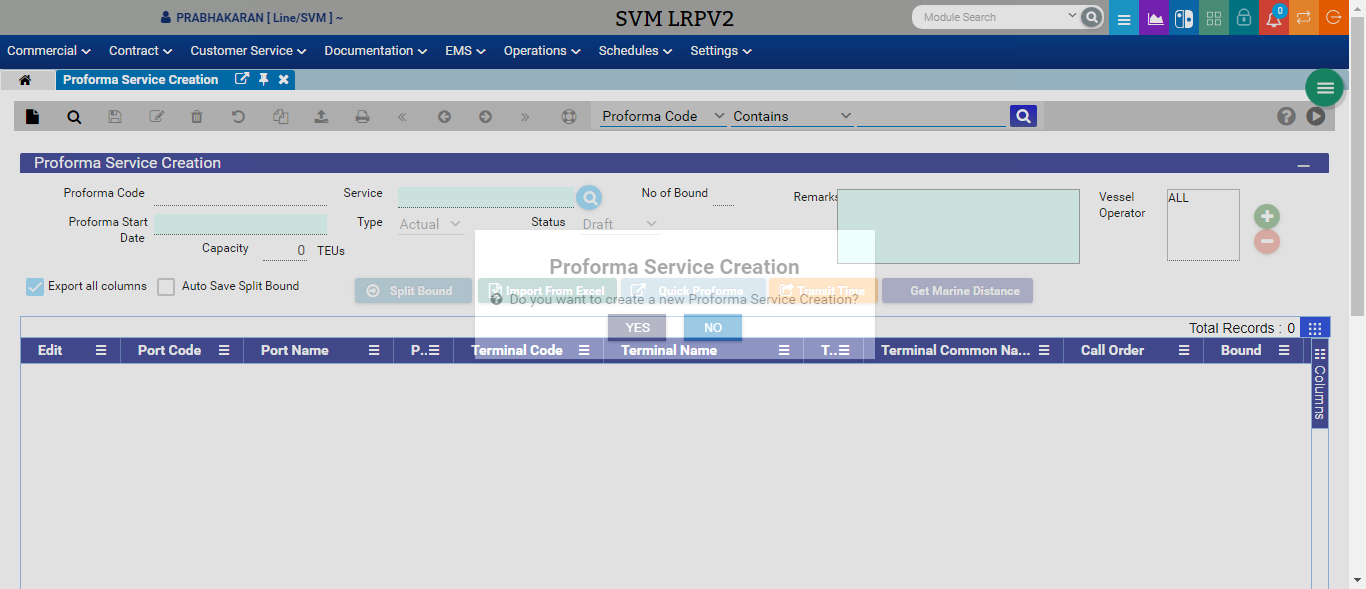 PRABHAKARAN [ Line/SVM ] ~
SVM LRPV2
Module Search
0
Commercial
Contract
Customer Service
Documentation
EMS
Operations
Schedules
Settings
Proforma Service Creation
Proforma Code
Contains
Proforma Service Creation
Proforma Code
Service
No of Bound
Remarks
Vessel Operator
ALL
Proforma Start Date
Type
Actual
Status
Draft
Capacity
0
TEUs
Export all columns
Auto Save Split Bound
Split Bound
Import From Excel
Quick Proforma
Transit Time
Get Marine Distance
Proforma Service Creation
Do you want to create a new Proforma Service Creation?
YES
NO
Total Records : 0
Edit
Port Code
Port Name
P..
Terminal Code
Terminal Name
T..
Terminal Common Na...
Call Order
Bound
Columns